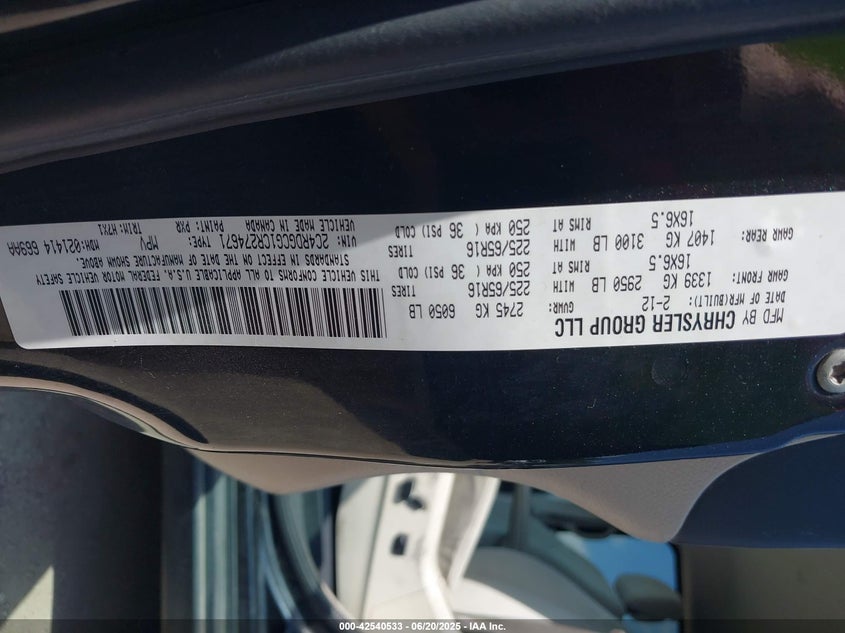 MFD BY CHRYSLER GROUP LLC
DATE OF MFR(BUILT): 2-12
GVWR: 2745 KG 6050 LB
GAWR FRONT: 1339 KG 2950 LB WITH 225/65R16 TIRES
16X6.5 RIMS AT 250 KPA ( 36 PSI) COLD
GAWR REAR: 1407 KG 3100 LB WITH 225/65R16 TIRES
16X6.5 RIMS AT 250 KPA ( 36 PSI) COLD
THIS VEHICLE CONFORMS TO ALL APPLICABLE U.S.A. FEDERAL MOTOR VEHICLE SAFETY
STANDARDS IN EFFECT ON THE DATE OF MANUFACTURE SHOWN ABOVE.
VIN: 2C4RDGCG1CR274671 TYPE: MPV MDH:021414 669AA
VEHICLE MADE IN CANADA PAINT: PXR TRIM:H7X1
000-42540533 - 06/20/2025 - IAA Inc.